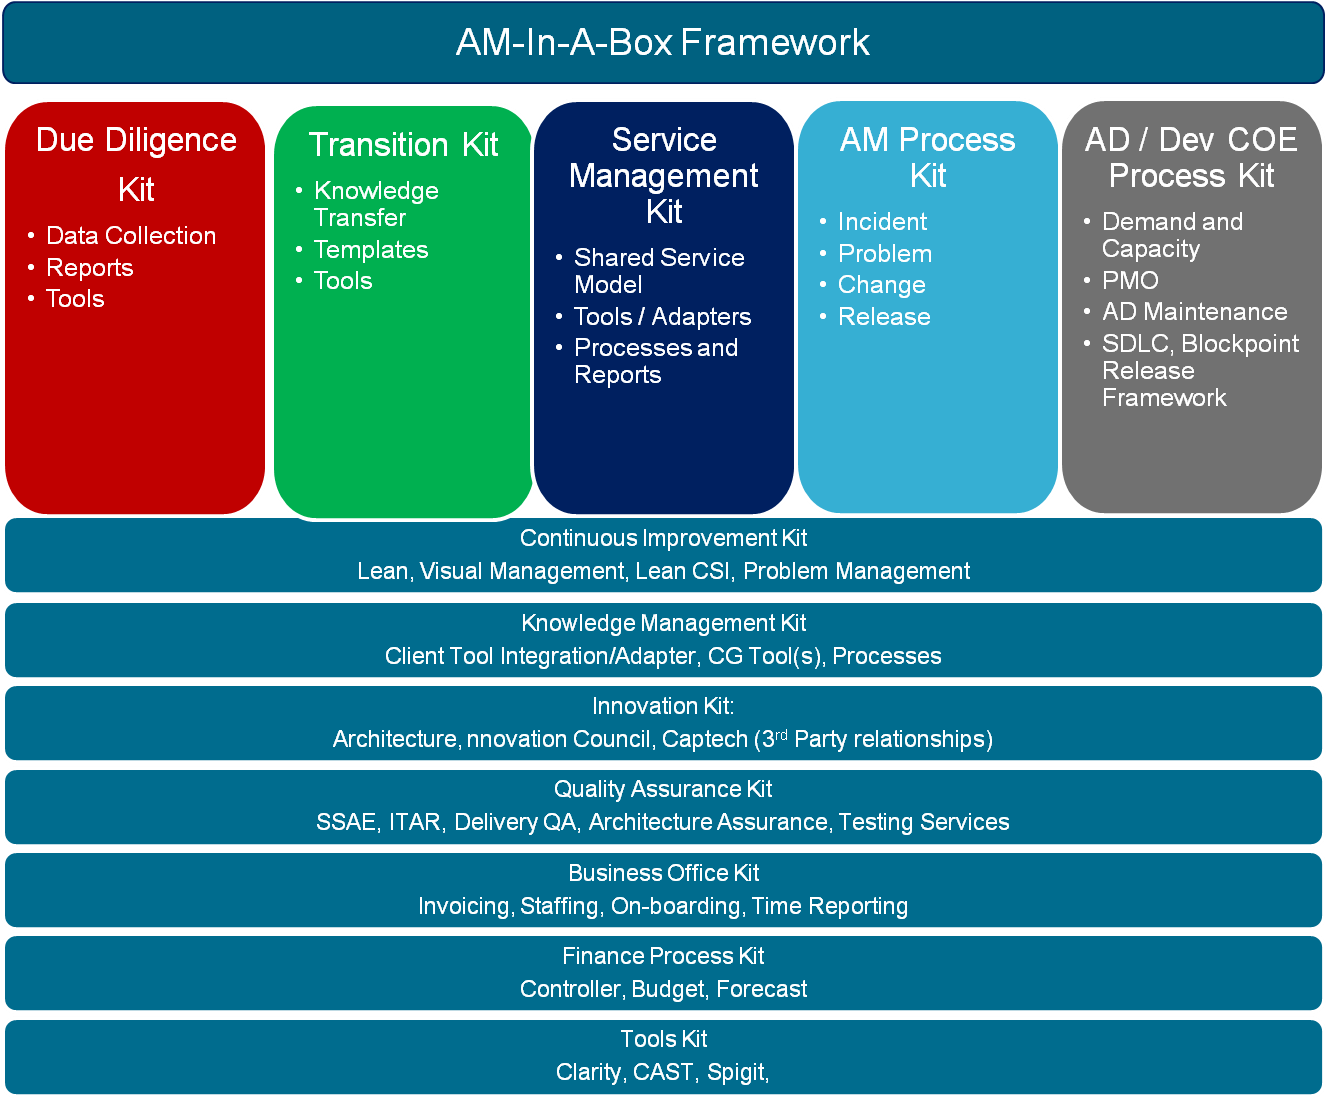 AM-In-A-Box Framework
Due Diligence
Kit
• Data Collection
• Reports
• Tools
Transition Kit
• Knowledge
Transfer
• Templates
• Tools
Service
Management
Kit
• Shared Service
Model
• Tools / Adapters
• Processes and
Reports
AM Process
Kit
• Incident
• Problem
• Change
• Release
AD / Dev COE
Process Kit
• Demand and
Capacity
• PMO
• AD Maintenance
• SDLC, Blockpoint
Release
Framework
Continuous Improvement Kit
Lean, Visual Management, Lean CSI, Problem Management
Knowledge Management Kit
Client Tool Integration/Adapter, CG Tool(s), Processes
Innovation Kit:
Architecture, nnovation Council, Captech (3rd Party relationships)
Quality Assurance Kit
SSAE, ITAR, Delivery QA, Architecture Assurance, Testing Services
Business Office Kit
Invoicing, Staffing, On-boarding, Time Reporting
Finance Process Kit
Controller, Budget, Forecast
Tools Kit
Clarity, CAST, Spigit,